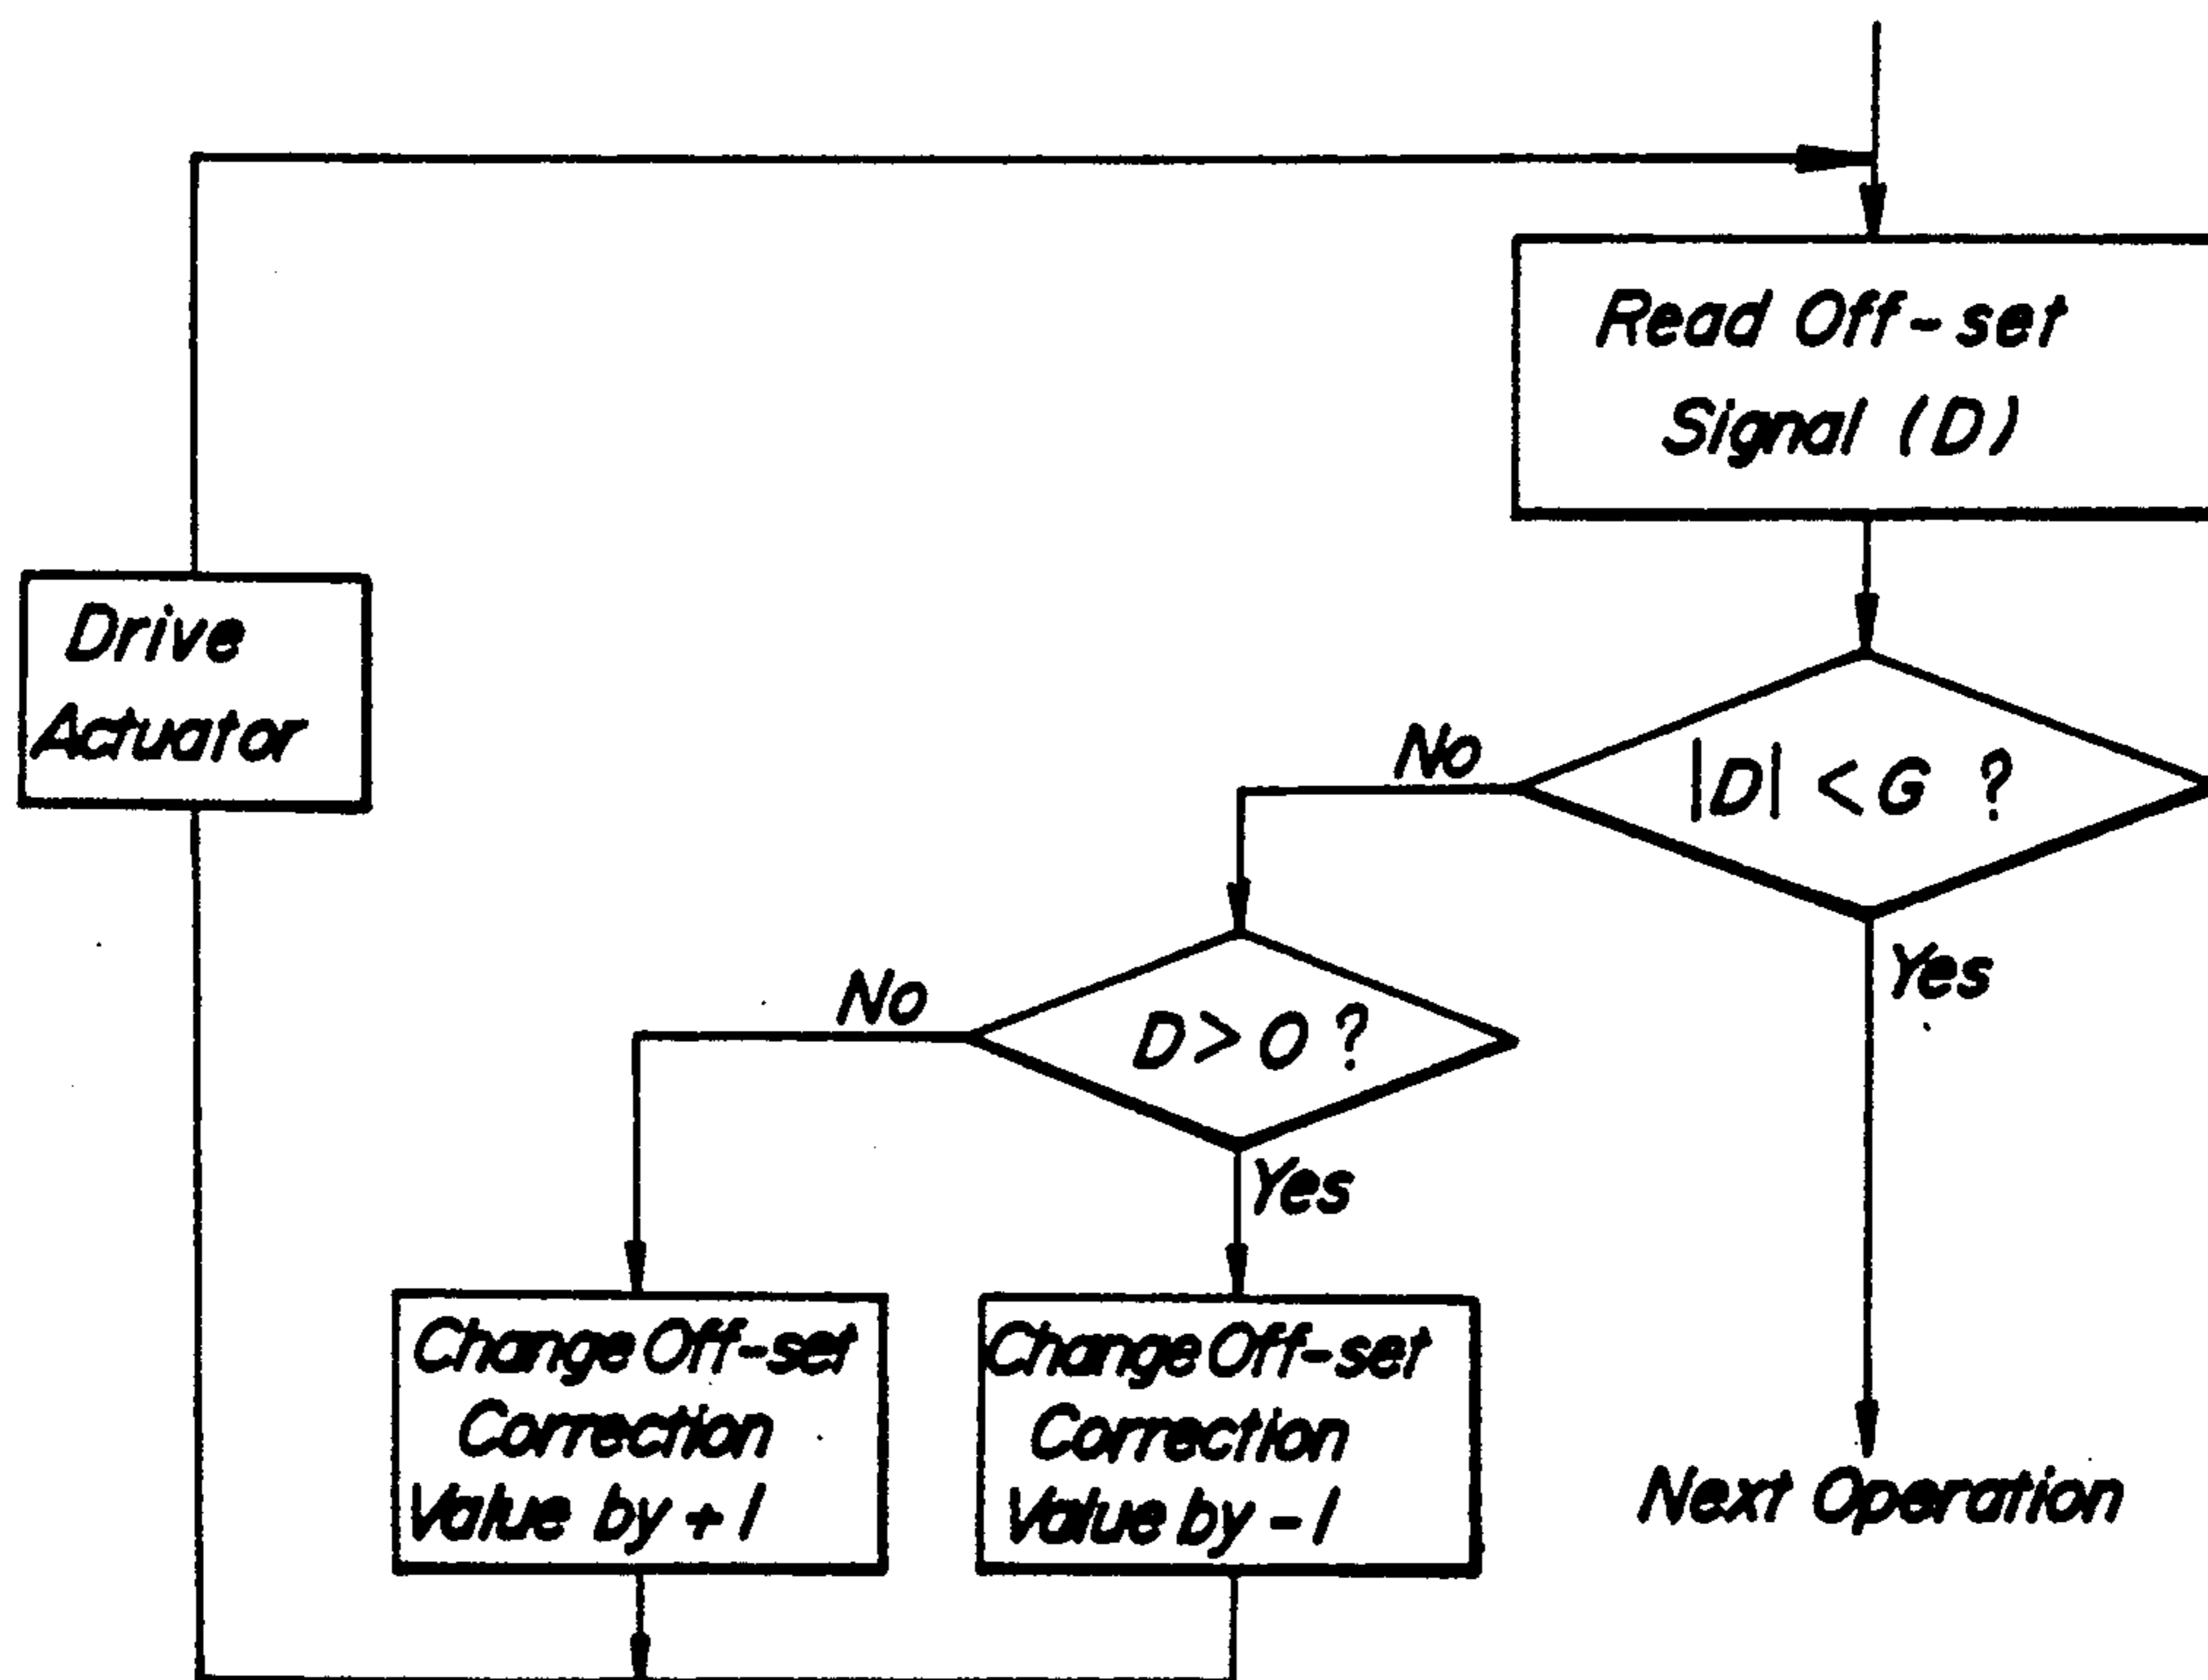 Read Off-set
Signal (D)
Drive
Actuator
No
|D| < G ?
Yes
No
D > 0 ?
Yes
Change Off-set
Correction
Value by + 1
Change Off-set
Correction
Value by - 1
Next Operation